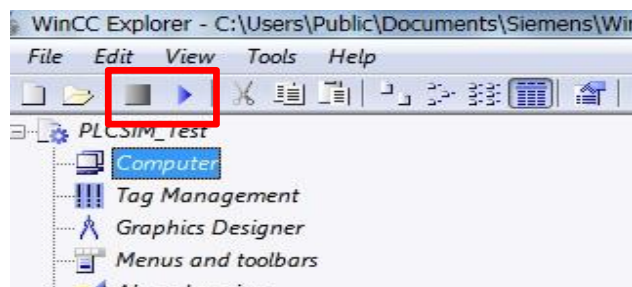 WinCC Explorer - C:\Users\Public\Documents\Siemens\Wi
File Edit View Tools Help
PLCSIM_Test
Computer
Tag Management
Graphics Designer
Menus and toolbars